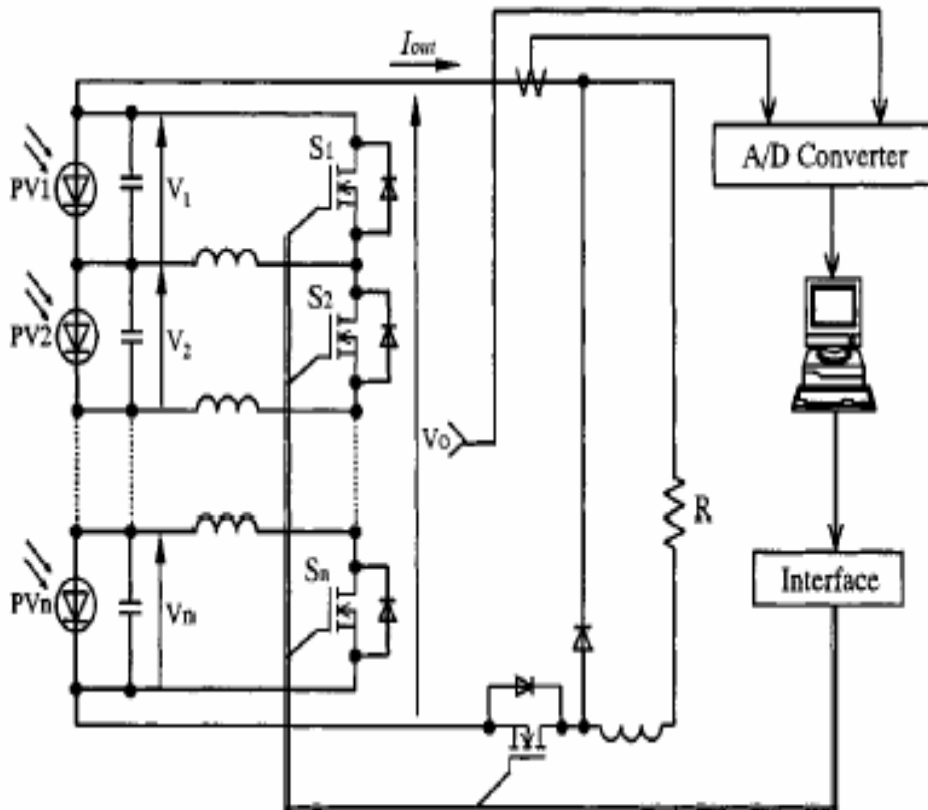 Iout
A/D Converter
S1
PV1
V1
S2
PV2
V2
Vo
R
Sn
PVn
Vn
Interface